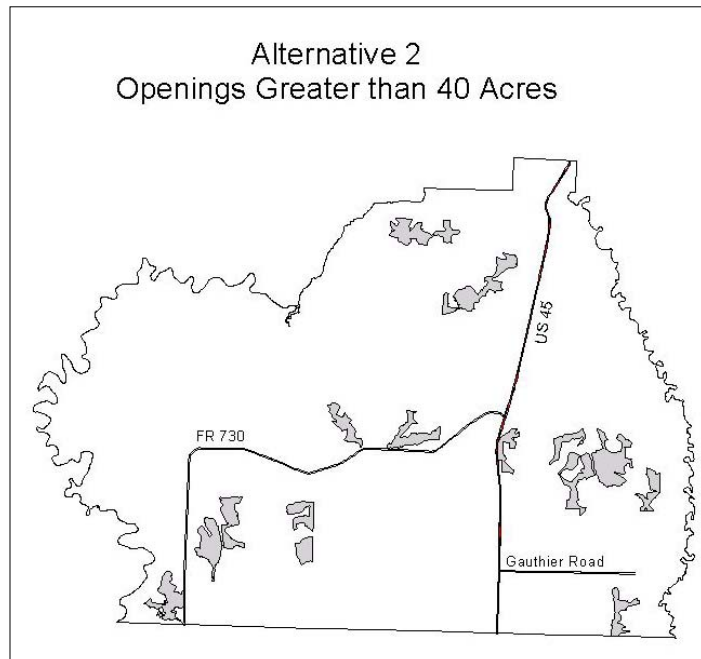 Alternative 2
Openings Greater than 40 Acres
US 45
FR 730
Gauthier Road